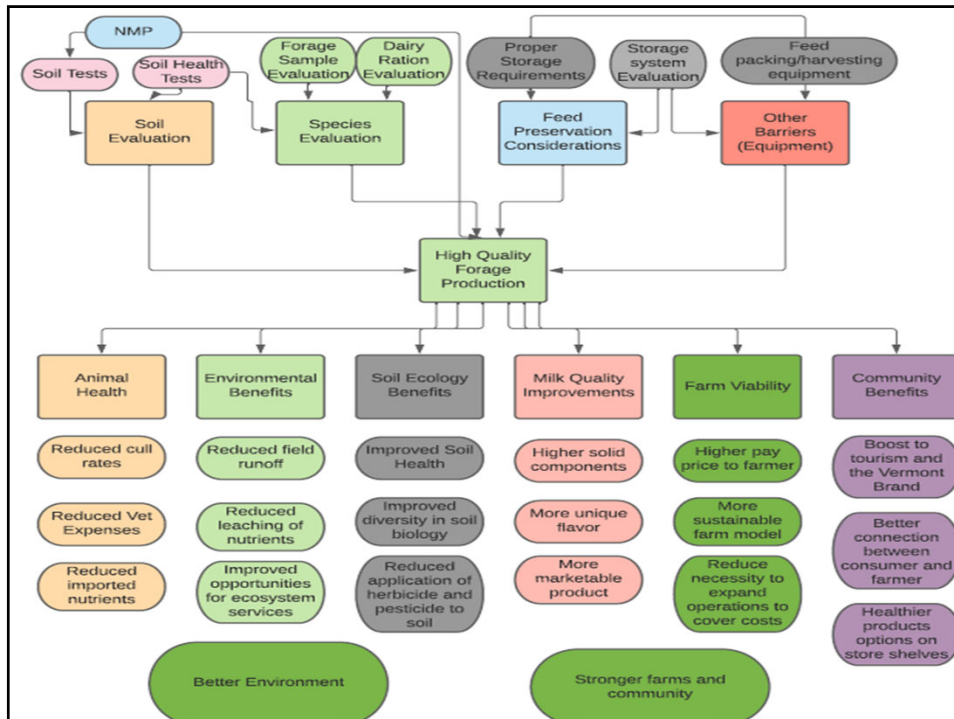 NMP
Soil Tests
Soil Health
Tests
Forage
Sample
Evaluation
Dairy
Ration
Evaluation
Proper
Storage
Requirements
Storage
system
Evaluation
Feed
packing/harvesting
equipment
Soil
Evaluation
Species
Evaluation
Feed
Preservation
Considerations
Other
Barriers
(Equipment)
High Quality
Forage
Production
Animal
Health
Environmental
Benefits
Soil Ecology
Benefits
Milk Quality
Improvements
Farm Viability
Community
Benefits
Reduced cull
rates
Reduced field
runoff
Improved Soil
Health
Higher solid
components
Higher pay
price to farmer
Boost to
tourism and
the Vermont
Brand
Reduced Vet
Expenses
Reduced
leaching of
nutrients
Improved
diversity in soil
biology
More unique
flavor
More
sustainable
farm model
Better
connection
between
consumer and
farmer
Reduced
imported
nutrients
Improved
opportunities
for ecosystem
services
Reduced
application of
herbicide and
pesticide to
soil
More
marketable
product
Reduce
necessity to
expand
operations to
cover costs
Healthier
products
options on
store shelves
Better Environment
Stronger farms and
community